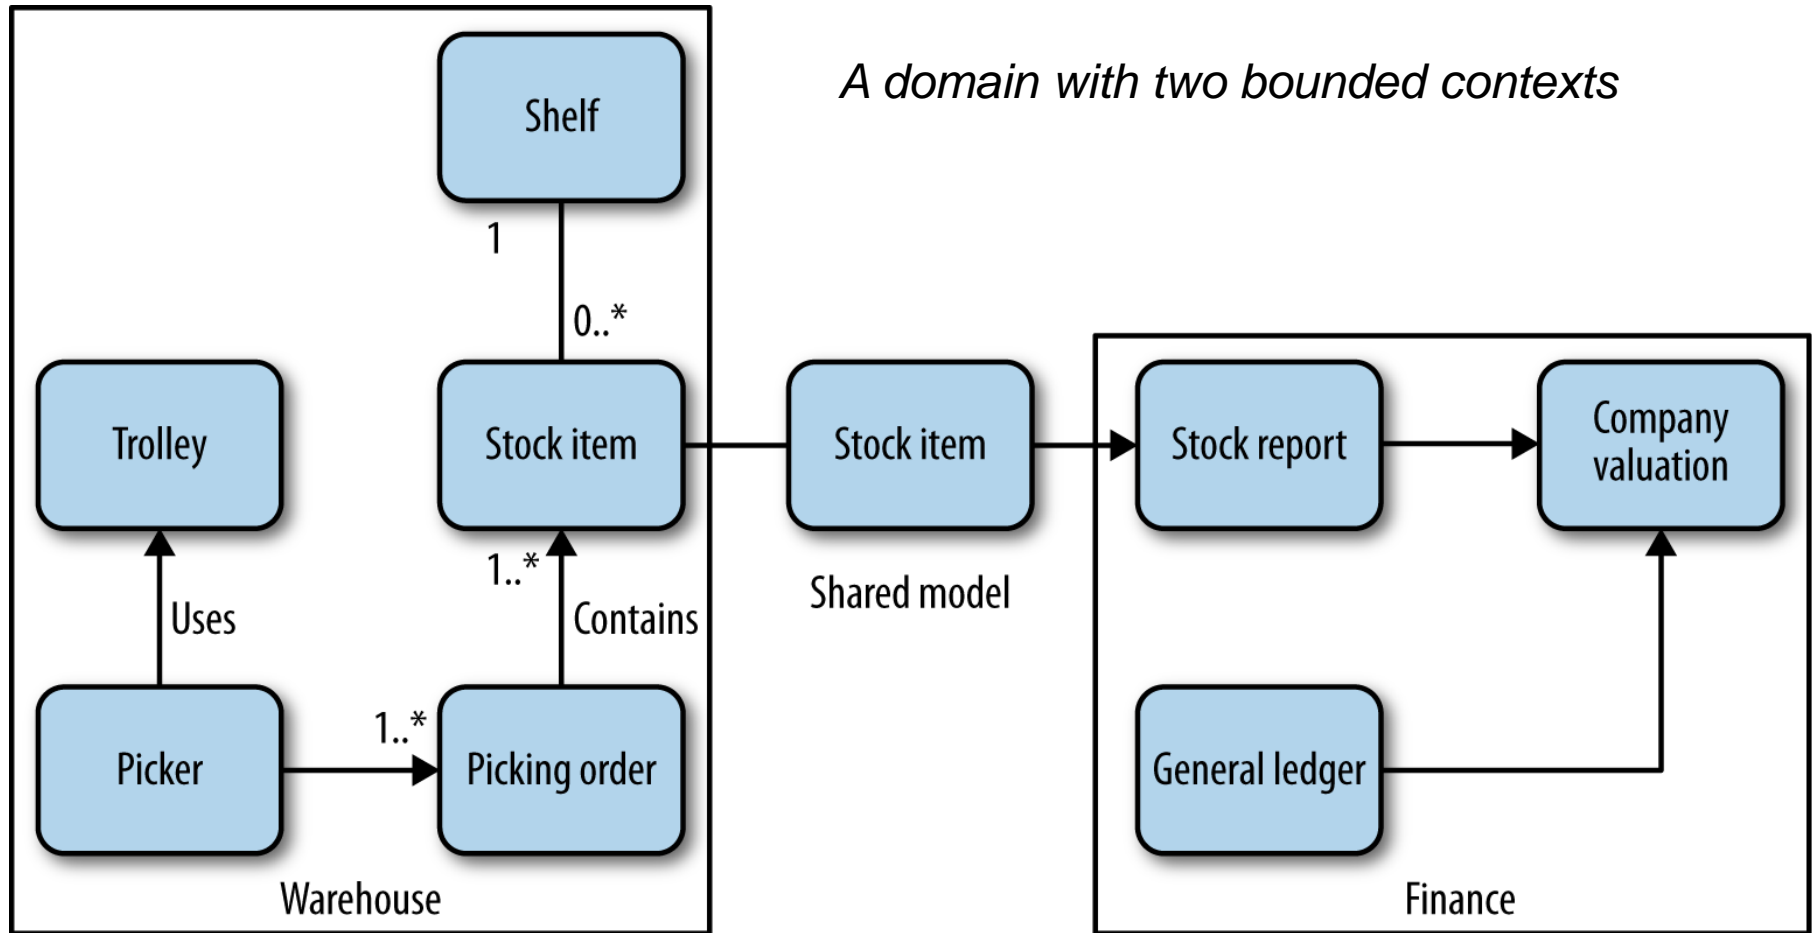 A domain with two bounded contexts
Shelf
1
0..*
Trolley
Stock item
Stock item
Stock report
Company
valuation
1..*
Uses
Contains
Shared model
1..*
Picker
Picking order
General ledger
Warehouse
Finance